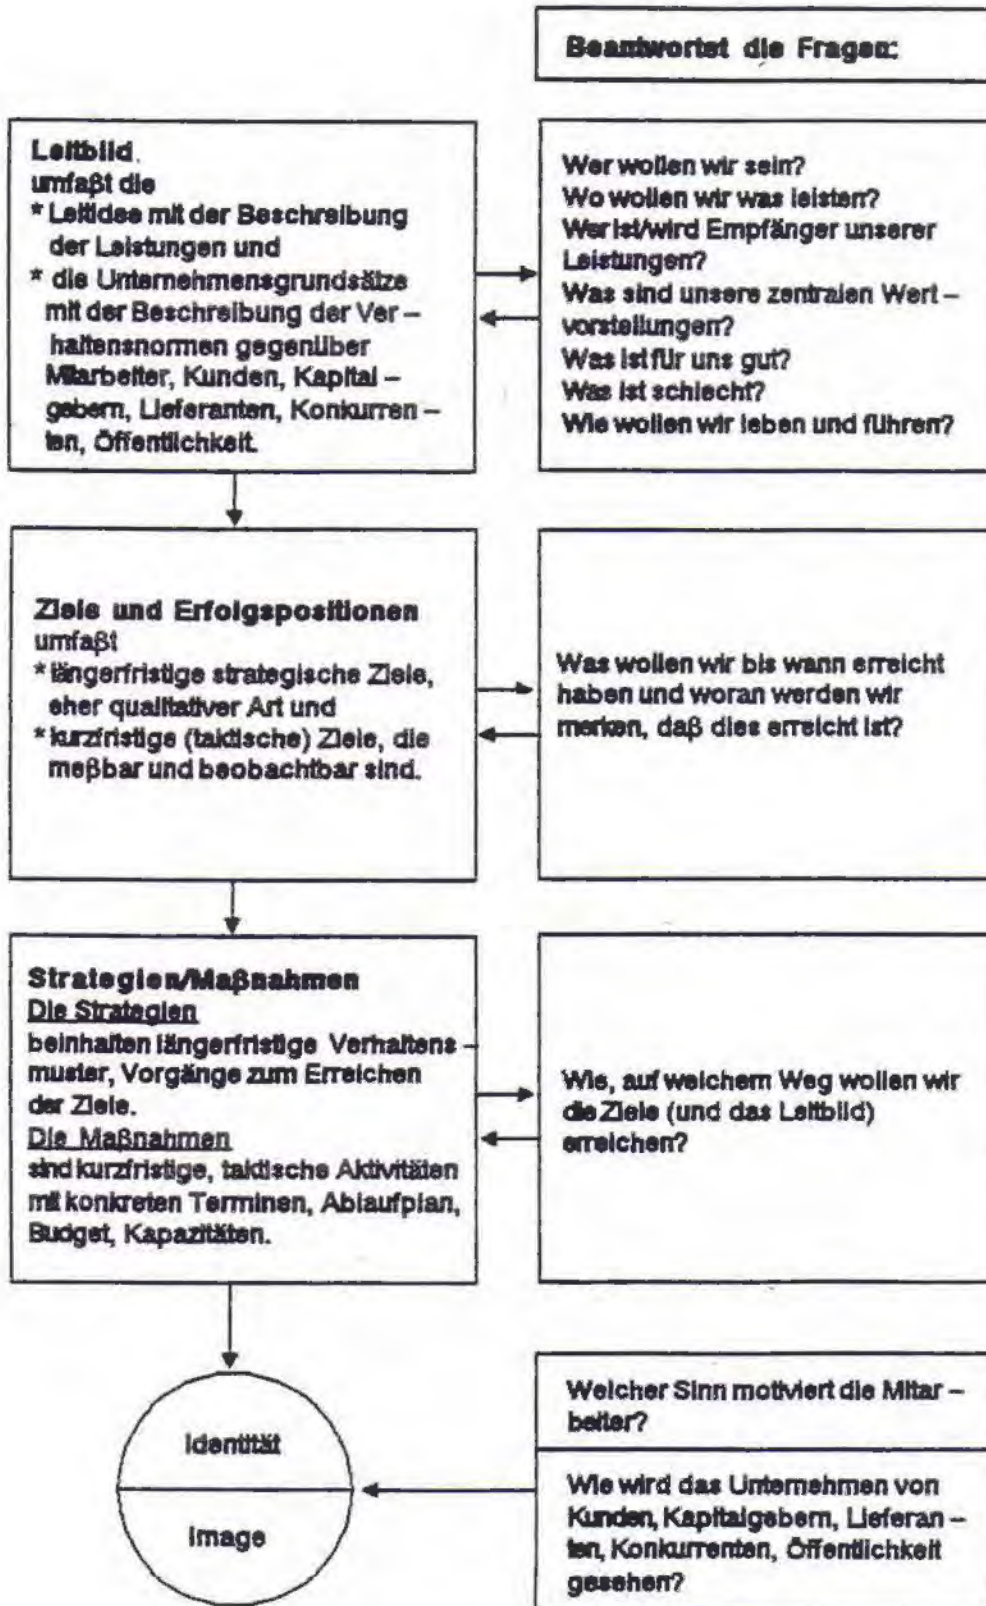 Beantwortet die Fragen:
Leitbild.
umfaßt die
* Leitidee mit der Beschreibung
der Leistungen und
* die Unternehmensgrundsätze
mit der Beschreibung der Ver –
haltensnormen gegenüber
Mitarbeiter, Kunden, Kapital –
gebern, Lieferanten, Konkurren –
ten, Öffentlichkeit.
Wer wollen wir sein?
Wo wollen wir was leisten?
Wer ist/wird Empfänger unserer
Leistungen?
Was sind unsere zentralen Wert –
vorstellungen?
Was ist für uns gut?
Was ist schlecht?
Wie wollen wir leben und führen?
Ziele und Erfolgspositionen
umfaßt
* längerfristige strategische Ziele,
eher qualitativer Art und
* kurzfristige (taktische) Ziele, die
meßbar und beobachtbar sind.
Was wollen wir bis wann erreicht
haben und woran werden wir
merken, daß dies erreicht ist?
Strategien/Maßnahmen
Die Strategien
beinhalten längerfristige Verhaltens –
muster, Vorgänge zum Erreichen
der Ziele.
Die Maßnahmen
sind kurzfristige, taktische Aktivitäten
mit konkreten Terminen, Ablaufplan,
Budget, Kapazitäten.
Wie, auf welchem Weg wollen wir
die Ziele (und das Leitbild)
erreichen?
Identität
Image
Welcher Sinn motiviert die Mitar –
beiter?
Wie wird das Unternehmen von
Kunden, Kapitalgebern, Lieferan –
ten, Konkurrenten, Öffentlichkeit
gesehen?